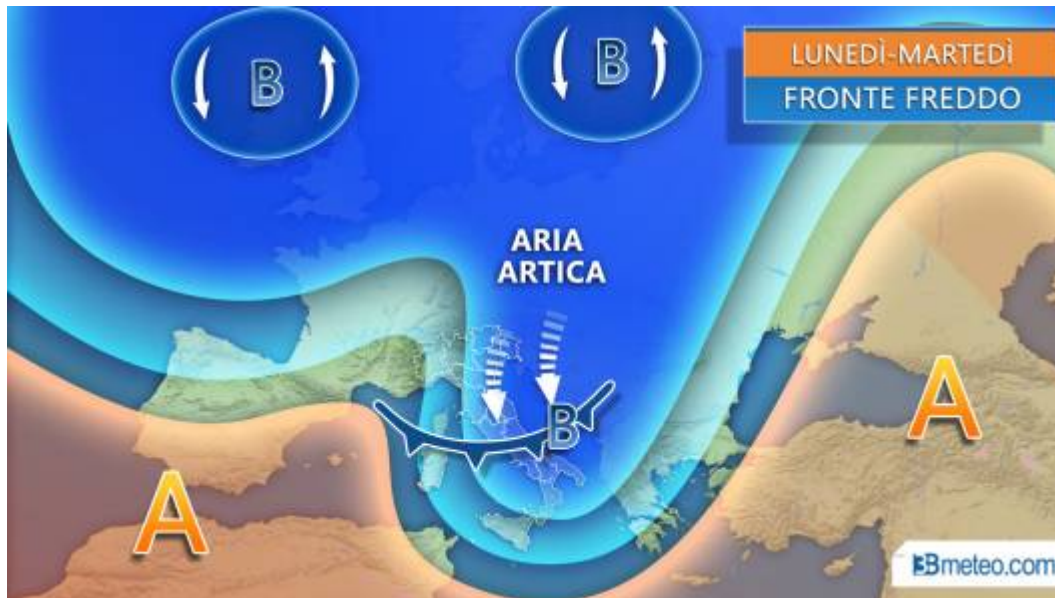 B
B
LUNEDÌ-MARTEDÌ
FRONTE FREDDO
ARIA
ARTICA
B
A
A
3Bmeteo.com